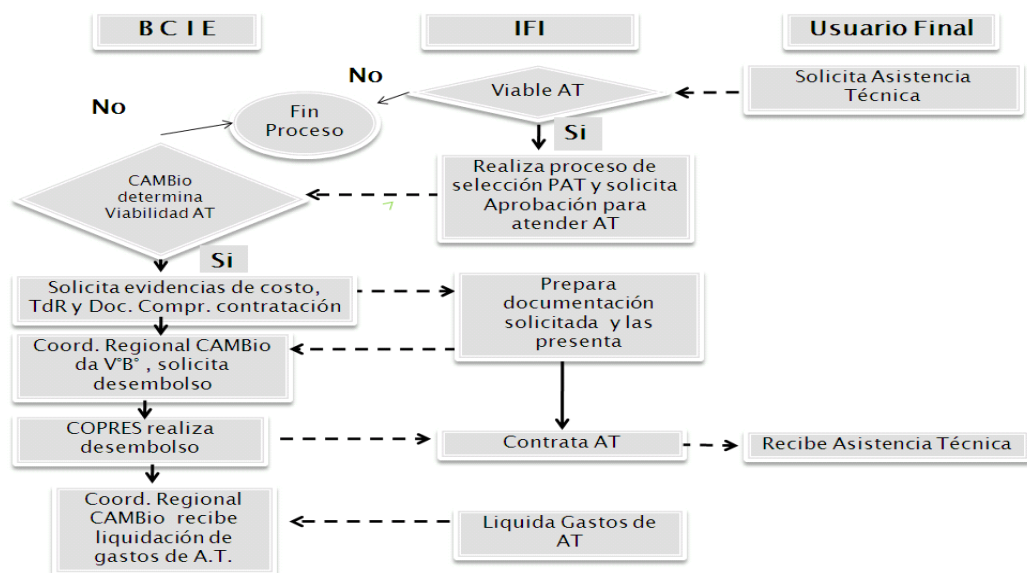 B C I E
IFI
Usuario Final
No
Viable AT
Solicita Asistencia
Técnica
No
Fin
Proceso
Si
CAMBio
determina
Viabilidad AT
Realiza proceso de
selección PAT y solicita
Aprobación para
atender AT
Si
Solicita evidencias de costo,
TdR y Doc. Compr. contratación
Prepara
documentación
solicitada y las
presenta
Coord. Regional CAMBio
da V°B° , solicita
desembolso
COPRES realiza
desembolso
Contrata AT
Recibe Asistencia Técnica
Coord. Regional
CAMBio recibe
liquidación de
gastos de A.T.
Liquida Gastos de
AT